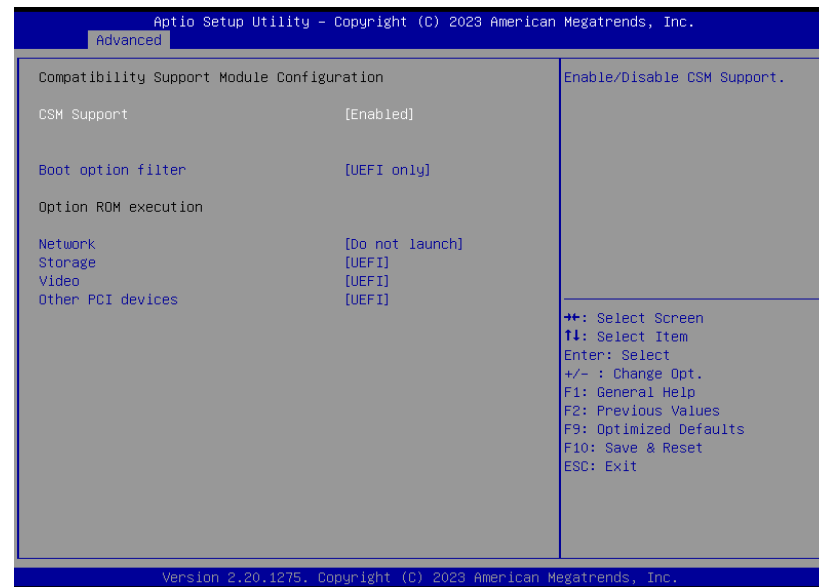 Aptio Setup Utility – Copyright (C) 2023 American Megatrends, Inc.
Advanced
Compatibility Support Module Configuration
Enable/Disable CSM Support.
CSM Support [Enabled]
Boot option filter [UEFI only]
Option ROM execution
Network [Do not launch]
Storage [UEFI]
Video [UEFI]
Other PCI devices [UEFI]
→←: Select Screen
↑↓: Select Item
Enter: Select
+/- : Change Opt.
F1: General Help
F2: Previous Values
F9: Optimized Defaults
F10: Save & Reset
ESC: Exit
Version 2.20.1275. Copyright (C) 2023 American Megatrends, Inc.